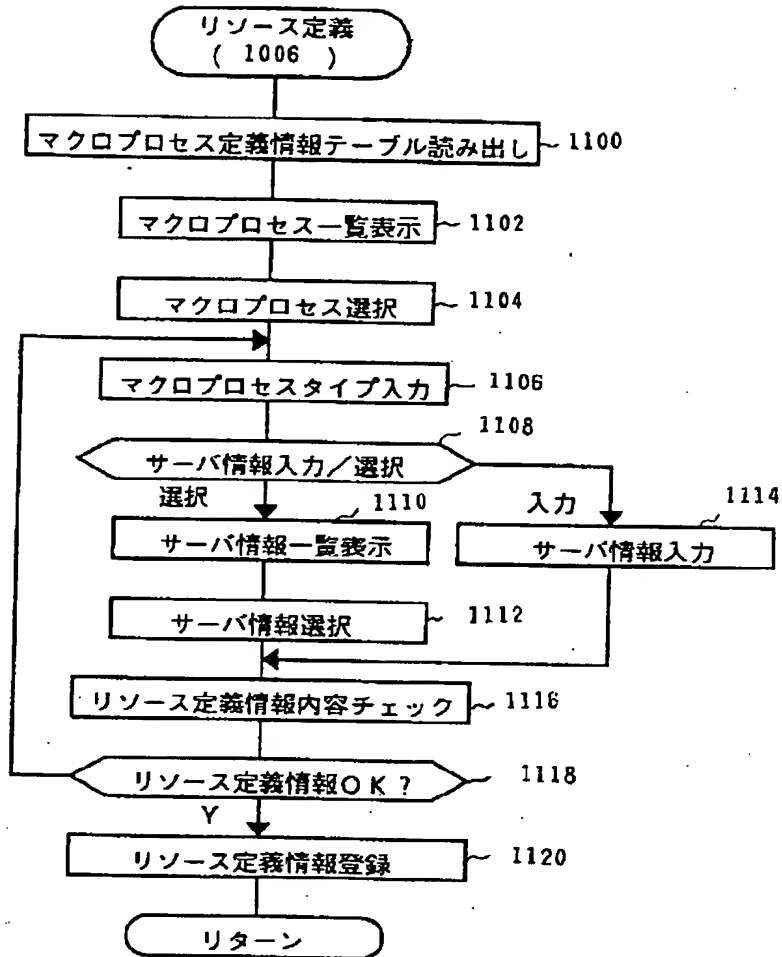 リソース定義
( 1006 )
マクロプロセス定義情報テーブル読み出し 1100
マクロプロセス一覧表示 1102
マクロプロセス選択 1104
マクロプロセスタイプ入力 1106
1108
サーバ情報入力／選択
選択 1110 入力 1114
サーバ情報一覧表示 サーバ情報入力
サーバ情報選択 1112
リソース定義情報内容チェック 1116
リソース定義情報OK? 1118
Y
リソース定義情報登録 1120
リターン